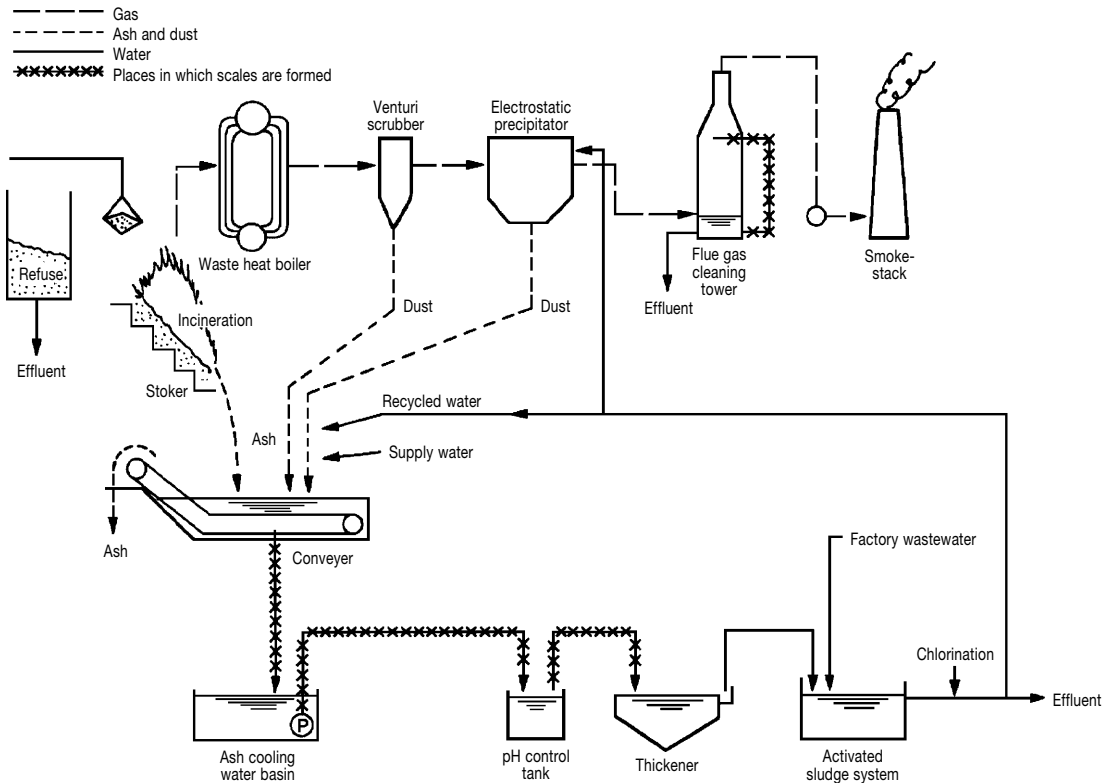 Gas
Ash and dust
Water
Places in which scales are formed
Venturi
scrubber
Electrostatic
precipitator
Refuse
Waste heat boiler
Flue gas
cleaning
tower
Smoke-
stack
Effluent
Dust
Dust
Incineration
Effluent
Stoker
Recycled water
Ash
Supply water
Ash
Conveyer
Factory wastewater
Chlorination
P
Effluent
Ash cooling
water basin
pH control
tank
Thickener
Activated
sludge system